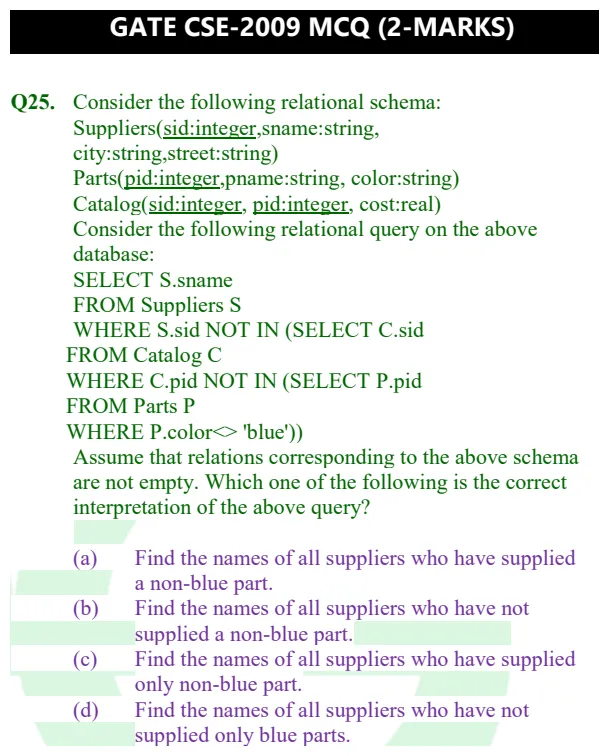 GATE CSE-2009 MCQ (2-MARKS)
Q25. Consider the following relational schema:
Suppliers(sid:integer,sname:string,
city:string,street:string)
Parts(pid:integer,pname:string, color:string)
Catalog(sid:integer, pid:integer, cost:real)
Consider the following relational query on the above
database:
SELECT S.sname
FROM Suppliers S
WHERE S.sid NOT IN (SELECT C.sid
FROM Catalog C
WHERE C.pid NOT IN (SELECT P.pid
FROM Parts P
WHERE P.color<> 'blue'))
Assume that relations corresponding to the above schema
are not empty. Which one of the following is the correct
interpretation of the above query?
(a) Find the names of all suppliers who have supplied
a non-blue part.
(b) Find the names of all suppliers who have not
supplied a non-blue part.
(c) Find the names of all suppliers who have supplied
only non-blue part.
(d) Find the names of all suppliers who have not
supplied only blue parts.